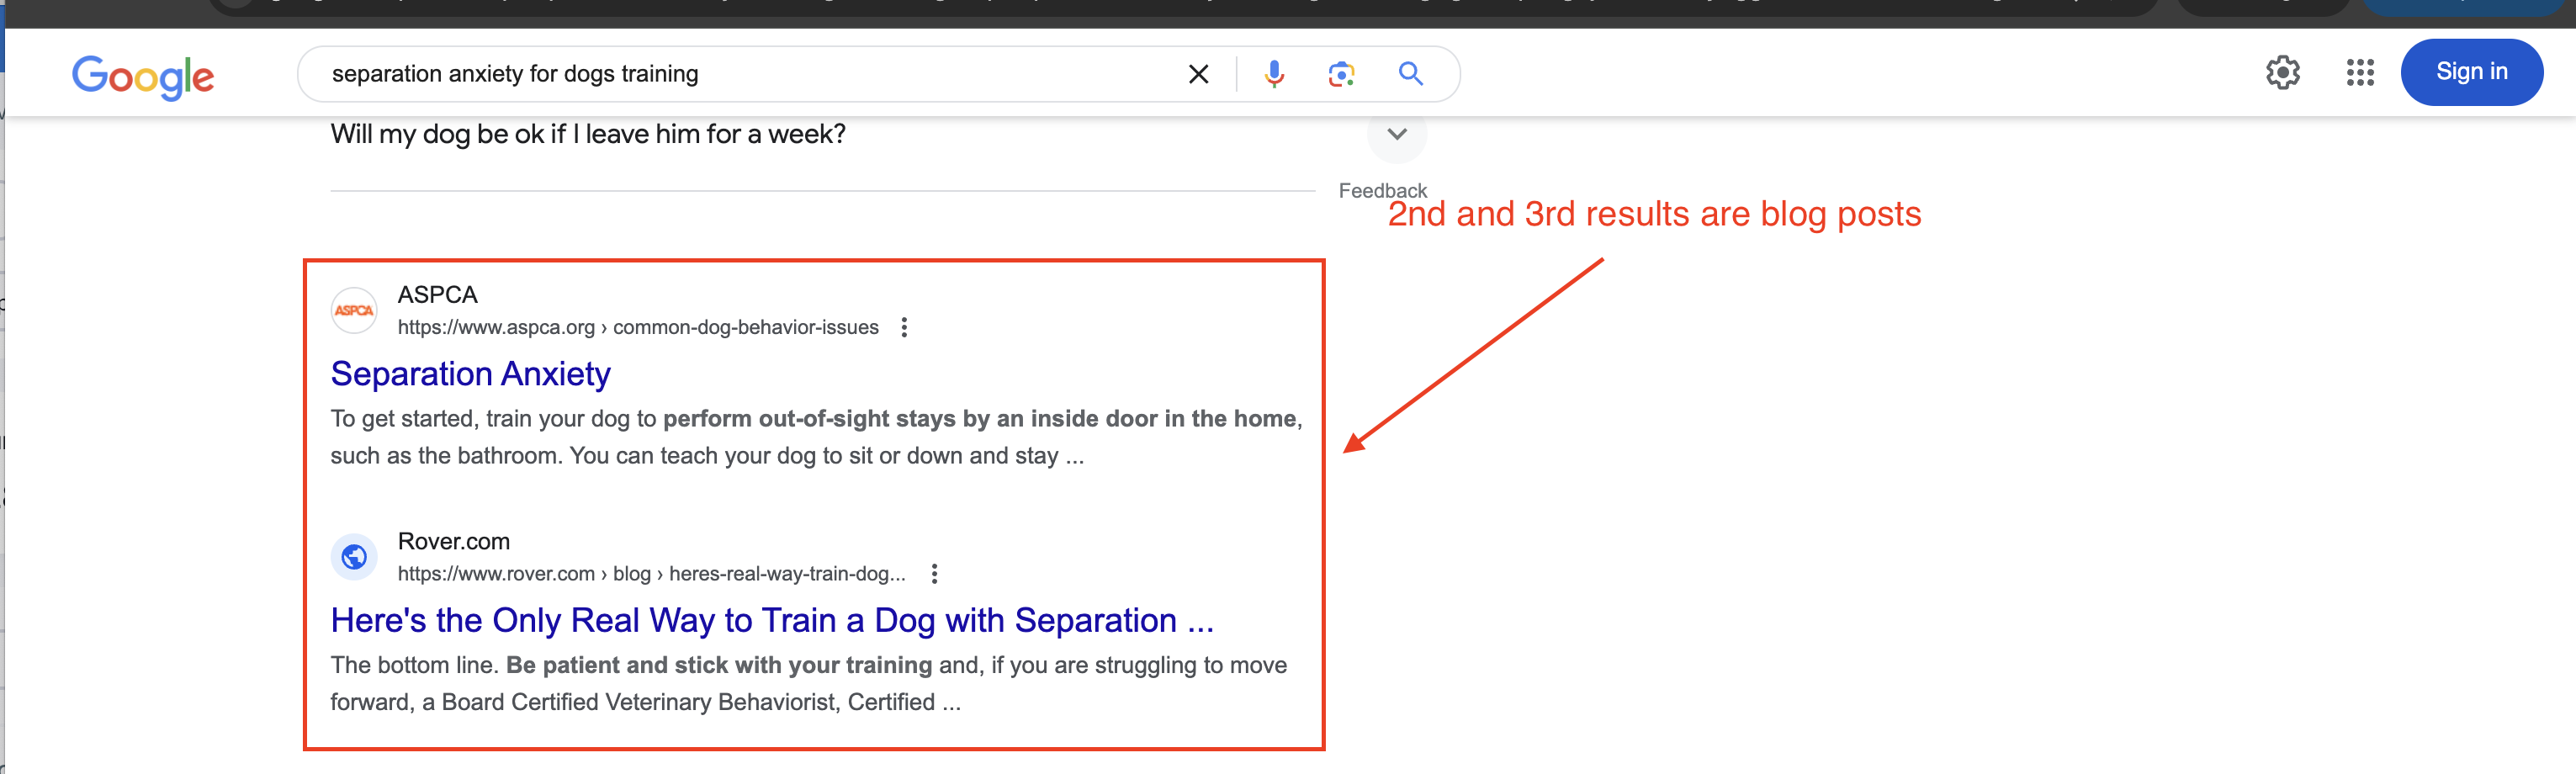 Google
separation anxiety for dogs training
Sign in
Will my dog be ok if I leave him for a week?
Feedback
2nd and 3rd results are blog posts
ASPCA
ASPCA
https://www.aspca.org › common-dog-behavior-issues
Separation Anxiety
To get started, train your dog to perform out-of-sight stays by an inside door in the home,
such as the bathroom. You can teach your dog to sit or down and stay ...
Rover.com
https://www.rover.com › blog › heres-real-way-train-dog...
Here's the Only Real Way to Train a Dog with Separation ...
The bottom line. Be patient and stick with your training and, if you are struggling to move
forward, a Board Certified Veterinary Behaviorist, Certified ...